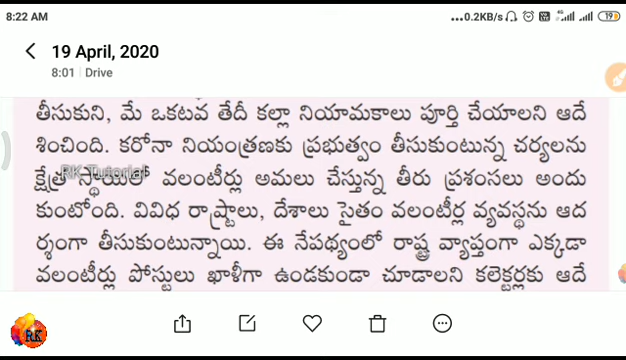 8:22 AM
...0.2KB/s
19
19 April, 2020
8:01 | Drive
తీసుకుని, మే ఒకటవ తేదీ కల్లా నియామకాలు పూర్తి చేయాలని ఆదే
శించింది. కరోనా నియంత్రణకు ప్రభుత్వం తీసుకుంటున్న చర్యలను
క్షేత్ర స్థాయిలో వలంటీర్లు అమలు చేస్తున్న తీరు ప్రశంసలు అందు
RK Tutorial
కుంటోంది. వివిధ రాష్ట్రాలు, దేశాలు సైతం వలంటీర్ల వ్యవస్థను ఆద
ర్శంగా తీసుకుంటున్నాయి. ఈ నేపథ్యంలో రాష్ట్ర వ్యాప్తంగా ఎక్కడా
వలంటీర్లు పోస్టులు ఖాళీగా ఉండకుండా చూడాలని కలెక్టర్లకు ఆదే
RK